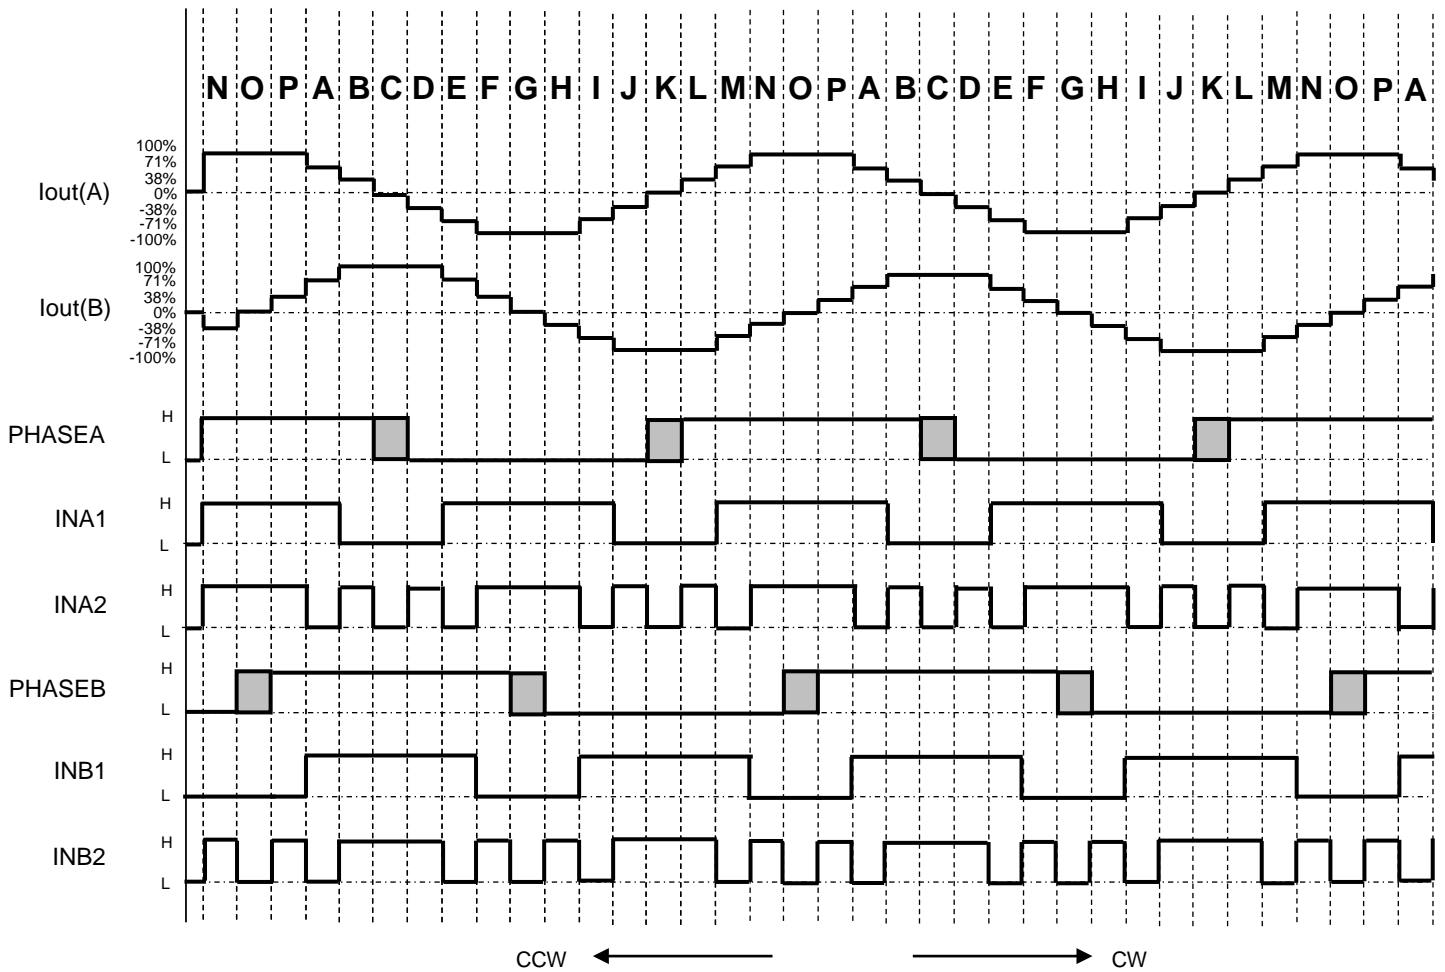 N O P A B C D E F G H I J K L M N O P A B C D E F G H I J K L M N O P A
Iout(A)
100%
71%
38%
0%
-38%
-71%
-100%
Iout(B)
100%
71%
38%
0%
-38%
-71%
-100%
PHASEA
H
L
INA1
H
L
INA2
H
L
PHASEB
H
L
INB1
H
L
INB2
H
L
CCW CW